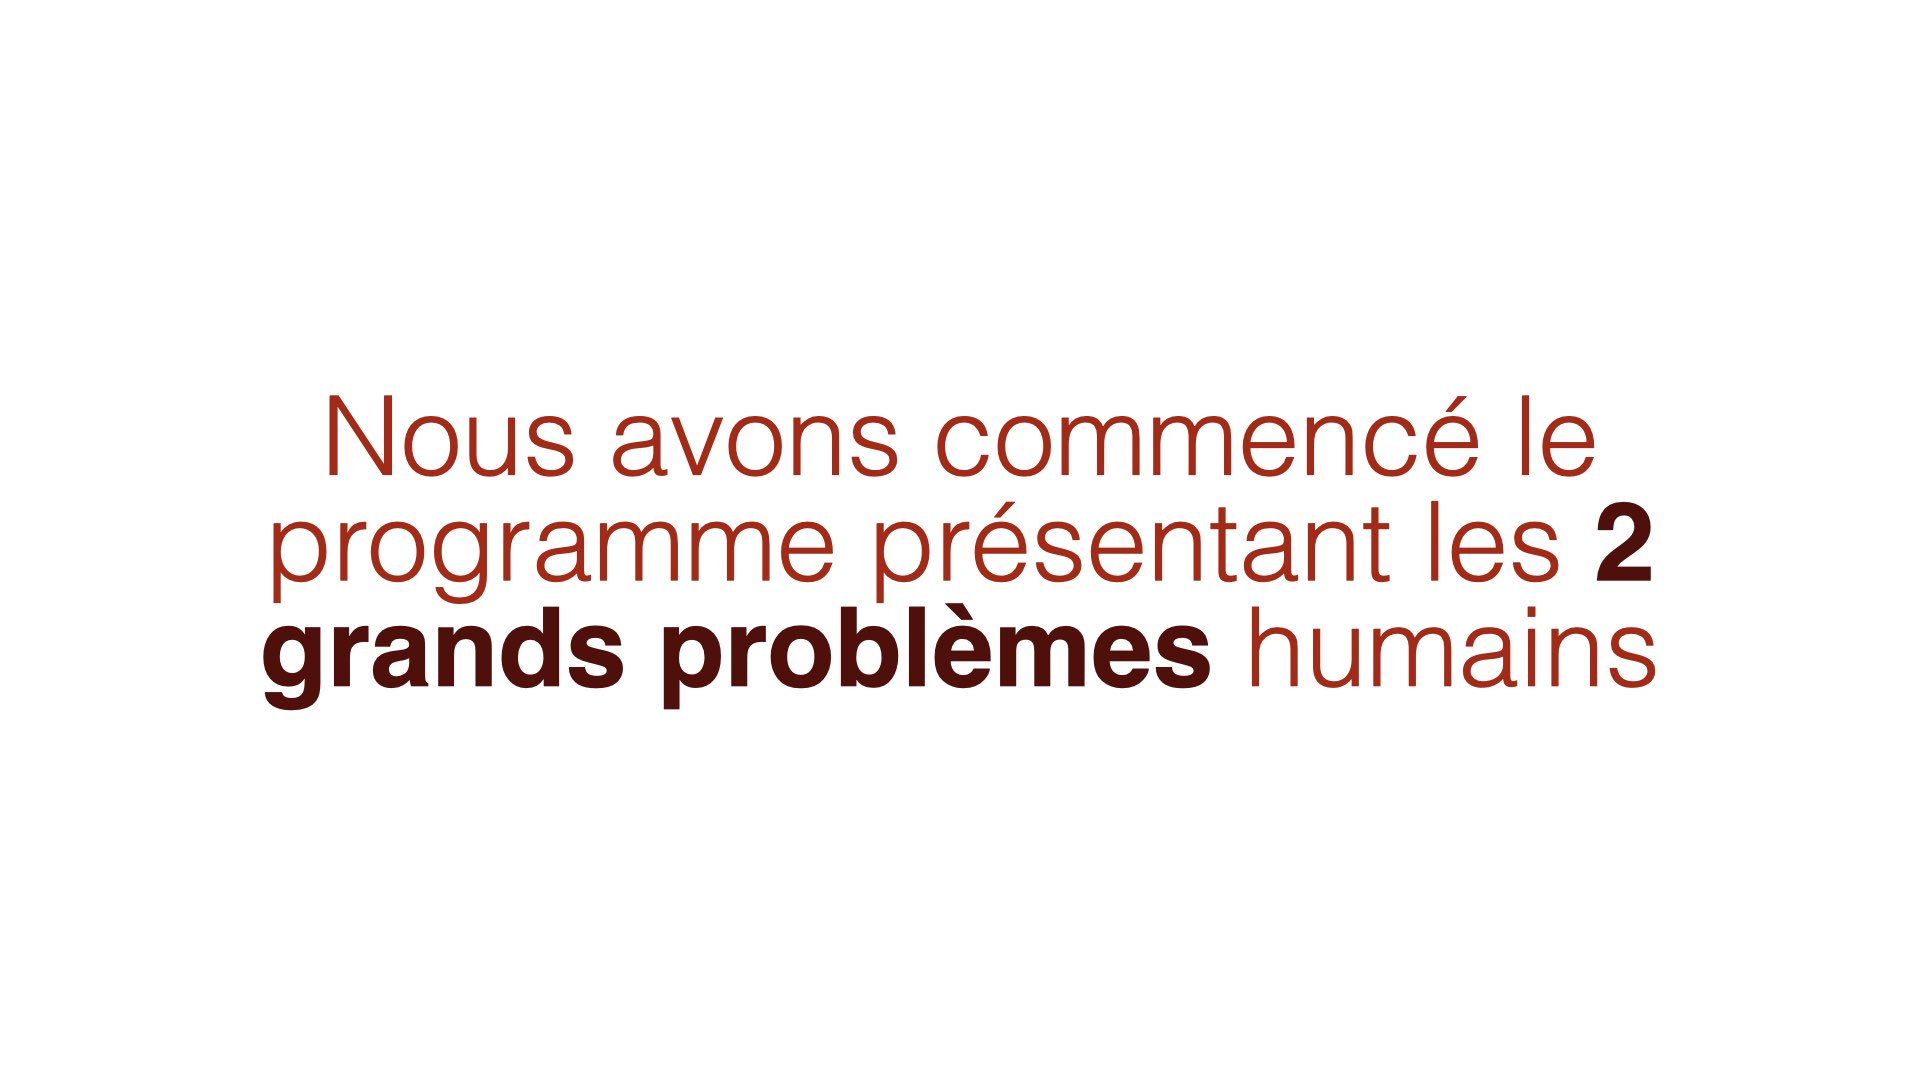 Nous avons commencé le
programme présentant les 2
grands problèmes humains